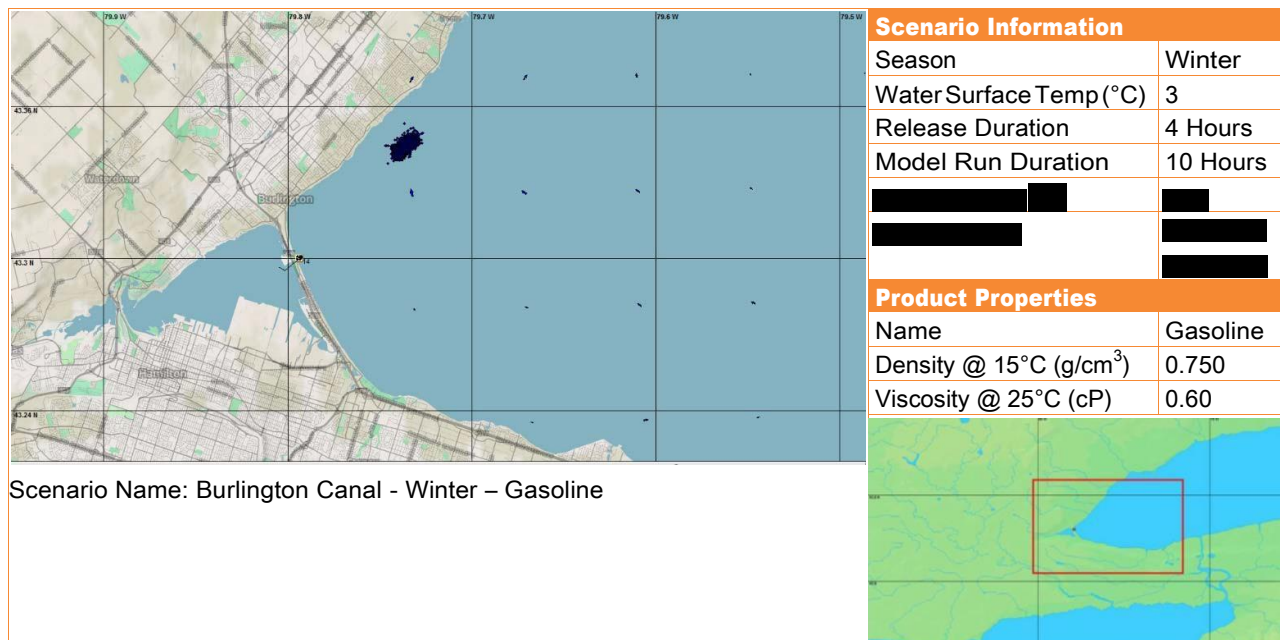 79.9 W
79.8 W
79.7 W
79.6 W
79.5 W
43.36 N
Waterdown
Burlington
43.3 N
14
Hamilton
43.24 N
Scenario Name: Burlington Canal - Winter – Gasoline
Scenario Information
Season Winter
Water Surface Temp (°C) 3
Release Duration 4 Hours
Model Run Duration 10 Hours
Product Properties
Name Gasoline
Density @ 15°C (g/cm³) 0.750
Viscosity @ 25°C (cP) 0.60